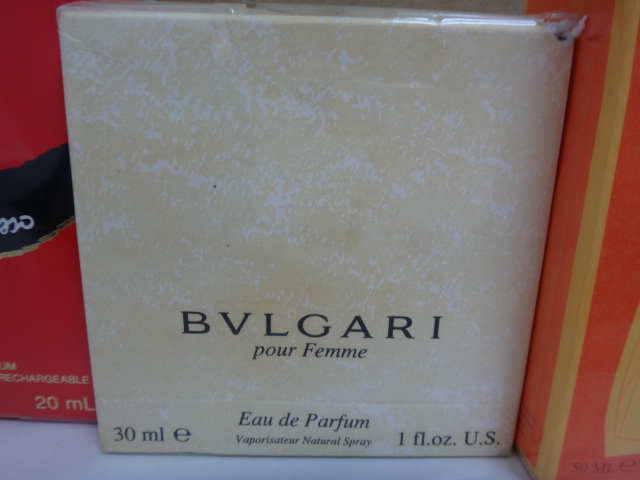 BVLGARI
pour Femme
Eau de Parfum
30 ml e
Vaporisateur Natural Spray
1 fl.oz. U.S.
RECHARGEABLE
20 mL
50 ML e